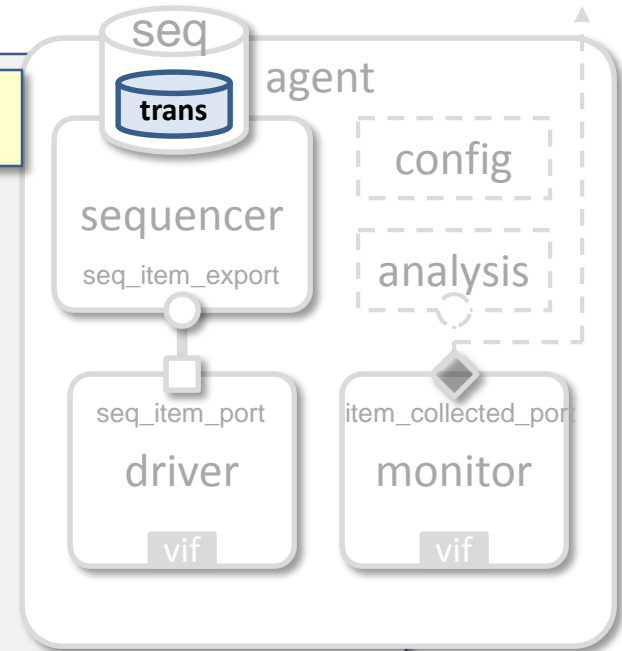 seq
agent
trans
config
sequencer
seq_item_export
analysis
seq_item_port
item_collected_port
driver
monitor
vif
vif